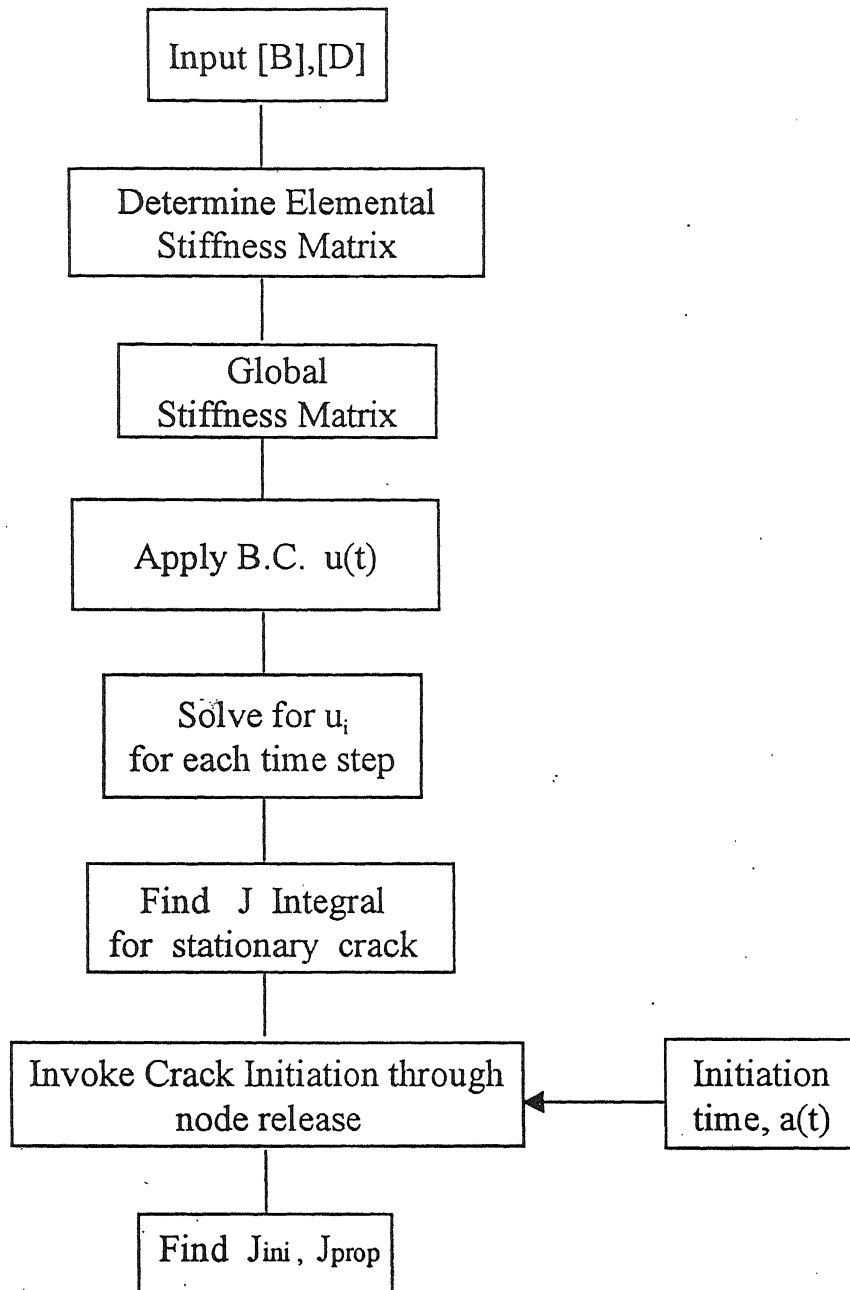 Input [B],[D]
Determine Elemental
Stiffness Matrix
Global
Stiffness Matrix
Apply B.C. u(t)
Solve for ui
for each time step
Find J Integral
for stationary crack
Invoke Crack Initiation through
node release
Initiation
time, a(t)
Find Jini, Jprop